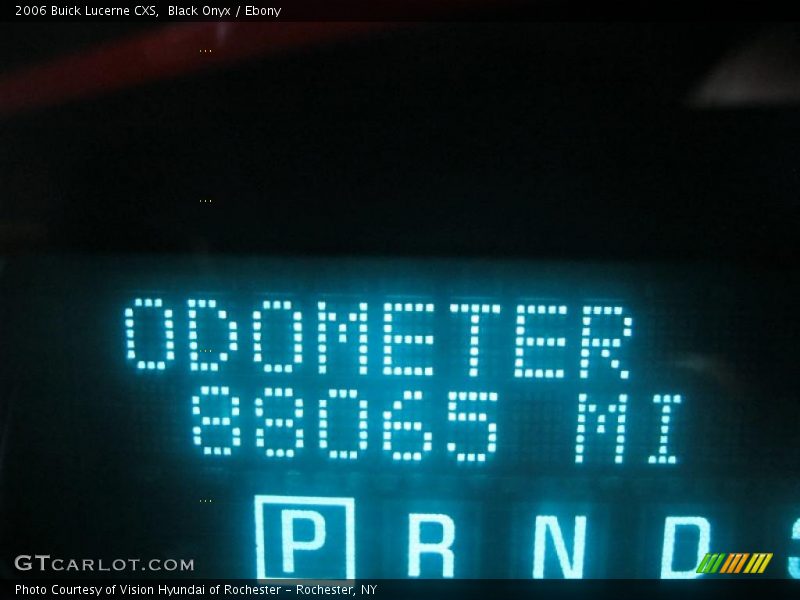 2006 Buick Lucerne CXS,  Black Onyx / Ebony
ODOMETER
88065 MI
P R N D
GTCARLOT.COM
Photo Courtesy of Vision Hyundai of Rochester – Rochester, NY